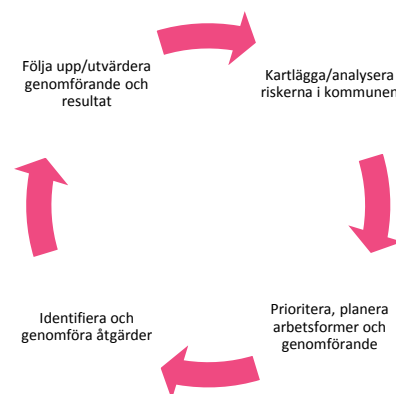 Följa upp/utvärdera
genomförande och
resultat
Kartlägga/analysera
riskerna i kommunen
Prioritera, planera
arbetsformer och
genomförande
Identifiera och
genomföra åtgärder